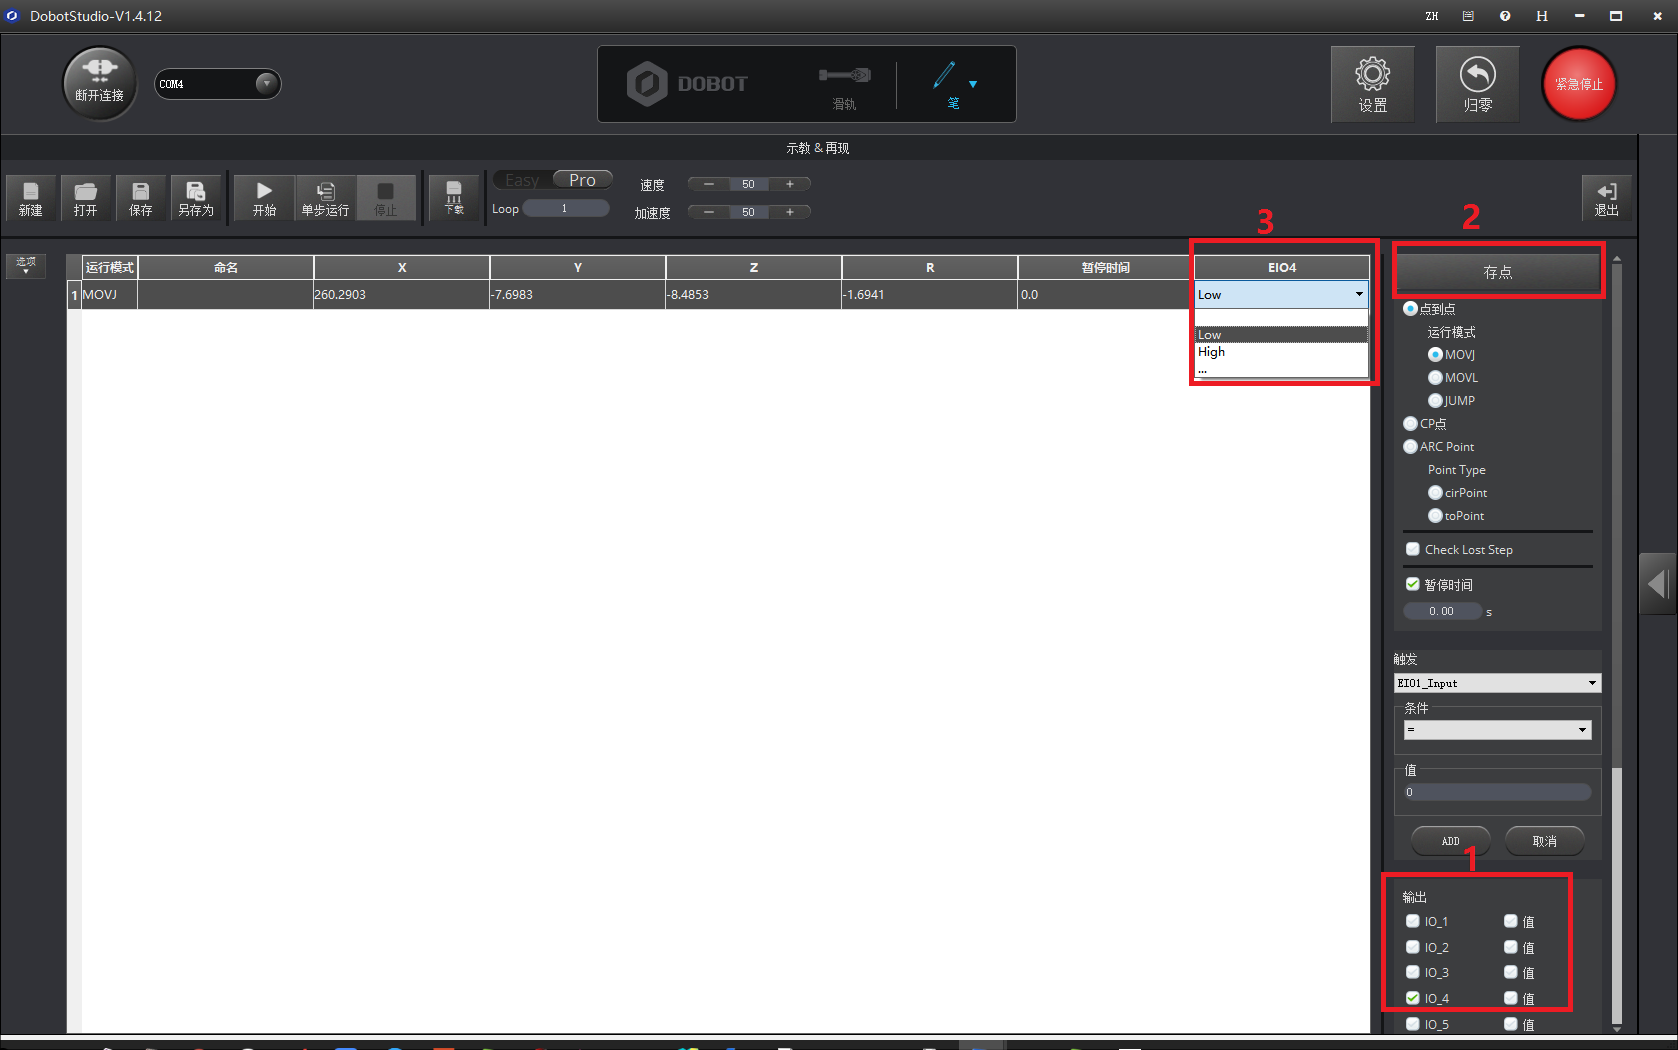 DobotStudio-V1.4.12
ZH
H
断开连接
COM4
DOBOT
滑轨
笔
设置
归零
紧急停止
示教 & 再现
新建
打开
保存
另存为
开始
单步运行
停止
下载
Easy
Pro
Loop
1
速度
— 50 +
加速度
— 50 +
退出
3
2
选项
运行模式 命名 X Y Z R 暂停时间 EIO4
1 MOVJ 260.2903 -7.6983 -8.4853 -1.6941 0.0 Low
Low
High
...
存点
点到点
运行模式
MOVJ
MOVL
JUMP
CP点
ARC Point
Point Type
cirPoint
toPoint
Check Lost Step
暂停时间
0.00 s
触发
EIO1_Input
条件
=
值
0
ADD 取消
1
输出
IO_1 值
IO_2 值
IO_3 值
IO_4 值
IO_5 值